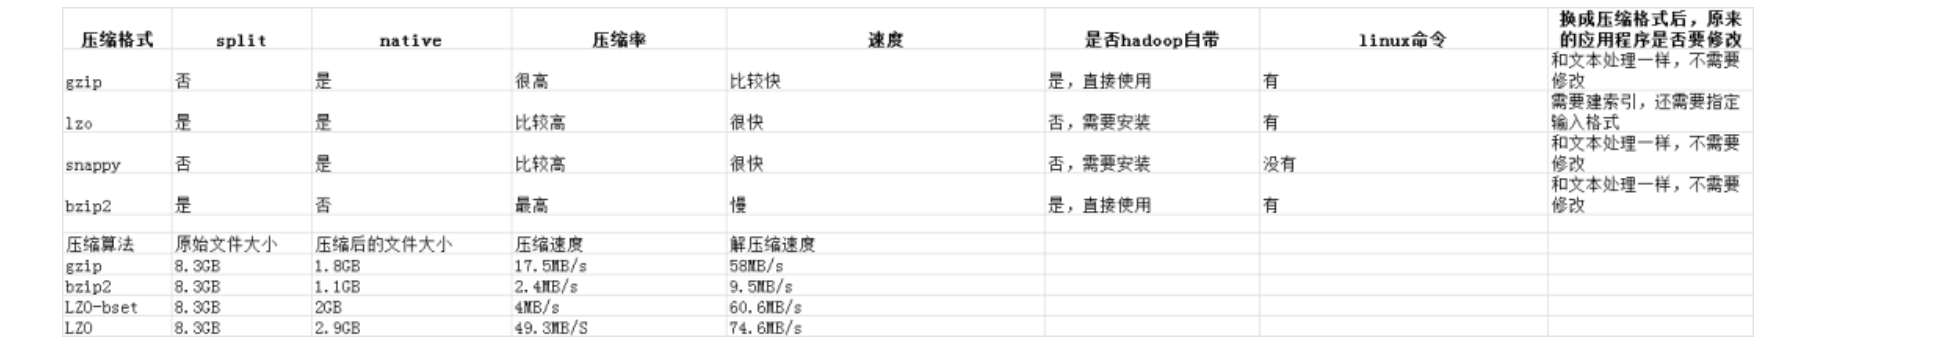 压缩格式 split native 压缩率 速度 是否hadoop自带 linux命令 换成压缩格式后，原来
的应用程序是否要修改
gzip 否 是 很高 比较快 是，直接使用 有 和文本处理一样，不需要
修改
lzo 是 是 比较高 很快 否，需要安装 有 需要建索引，还需要指定
输入格式
snappy 否 是 比较高 很快 否，需要安装 没有 和文本处理一样，不需要
修改
bzip2 是 否 最高 慢 是，直接使用 有 和文本处理一样，不需要
修改
压缩算法 原始文件大小 压缩后的文件大小 压缩速度 解压缩速度
gzip 8.3GB 1.8GB 17.5MB/s 58MB/s
bzip2 8.3GB 1.1GB 2.4MB/s 9.5MB/s
LZO-bset 8.3GB 2GB 4MB/s 60.6MB/s
LZO 8.3GB 2.9GB 49.3MB/S 74.6MB/s